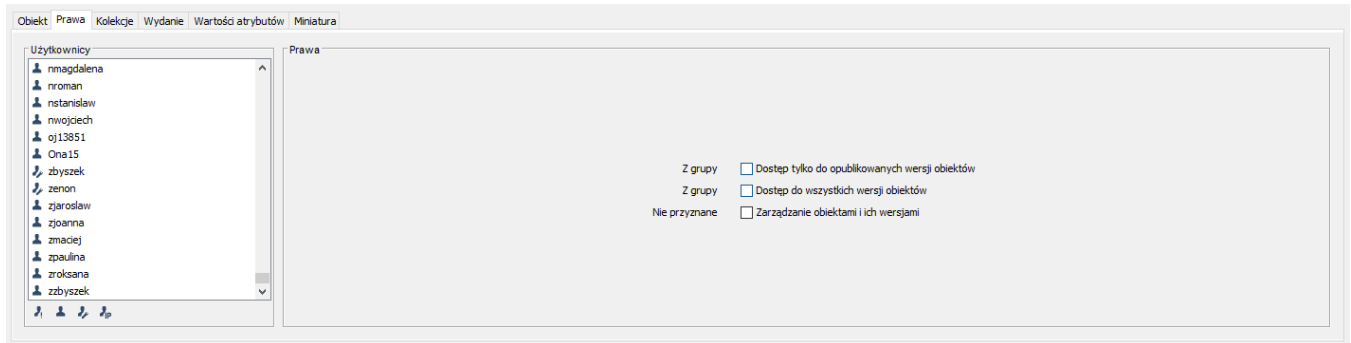 Obiekt Prawa Kolekcje Wydanie Wartości atrybutów Miniatura
Użytkownicy
nmagdalena
nroman
nstanislaw
nwojciech
oj13851
Ona15
zbyszek
zenon
zjaroslaw
zjoanna
zmaciej
zpaulina
zroksana
zzbyszek
Prawa
Z grupy Dostęp tylko do opublikowanych wersji obiektów
Z grupy Dostęp do wszystkich wersji obiektów
Nie przyznane Zarządzanie obiektami i ich wersjami